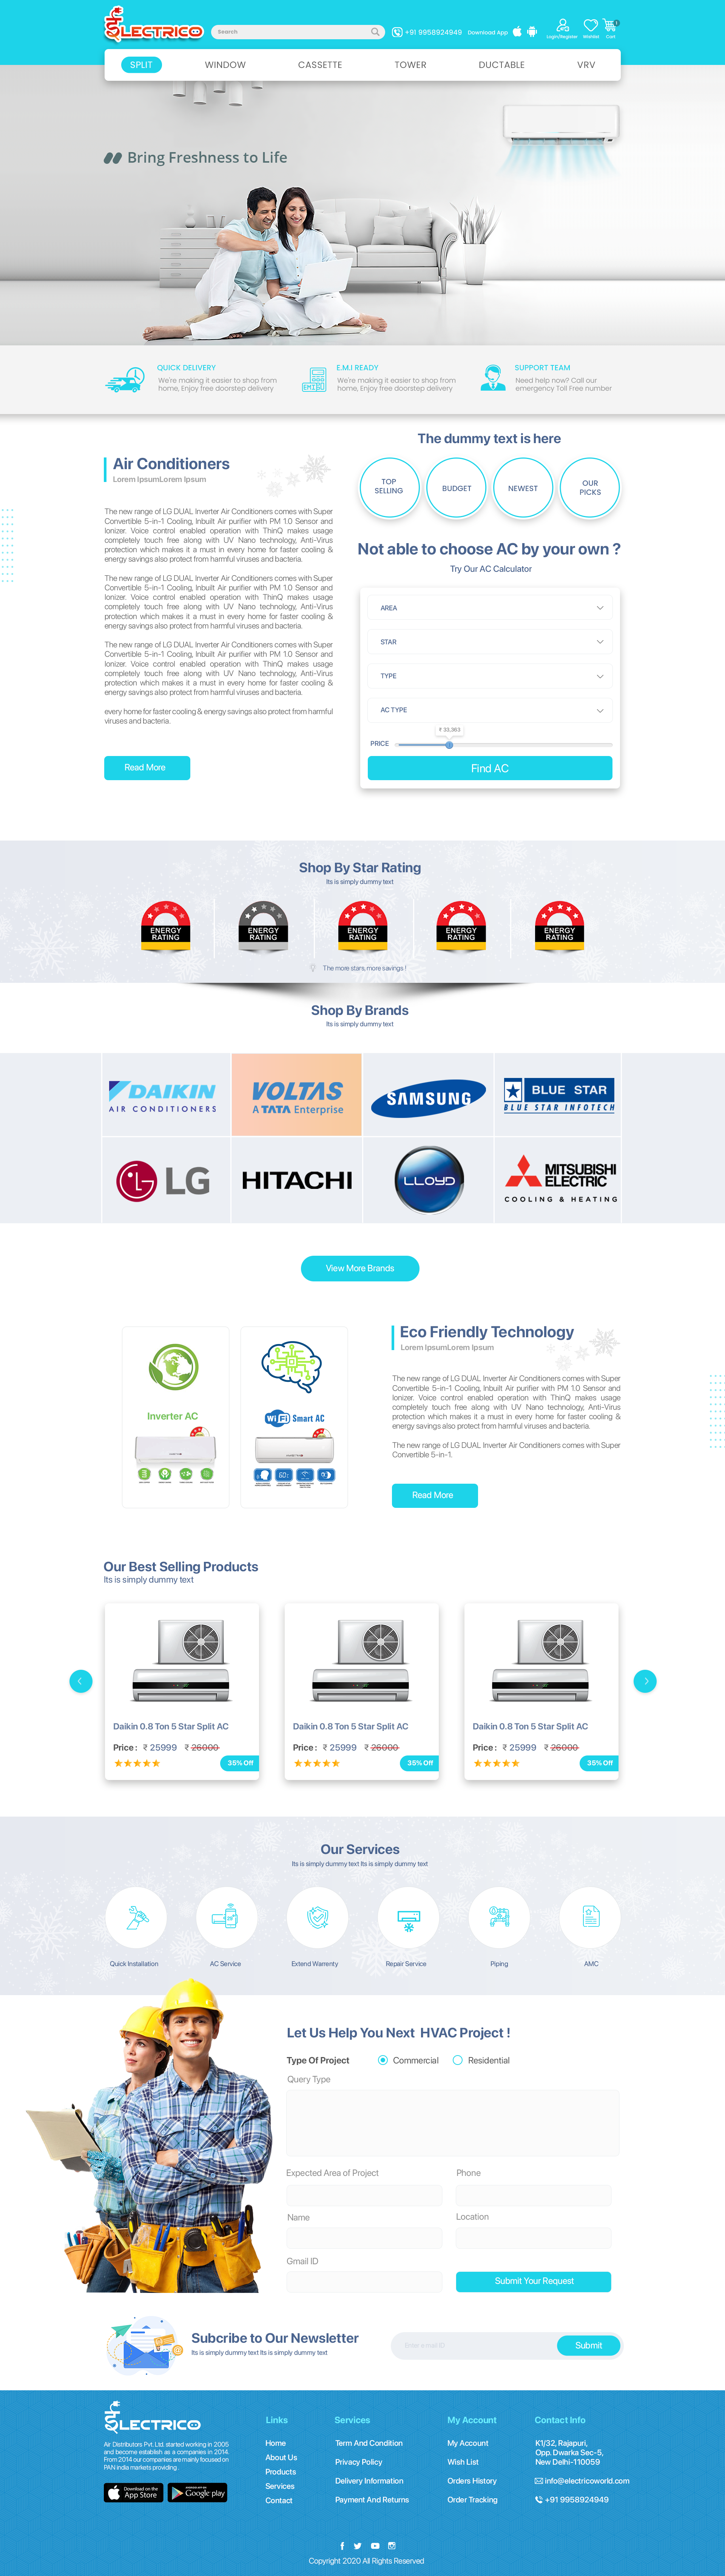 ELECTRICO
Search
+91 9958924949
Download App
Login/Register
Wishlist
Cart
SPLIT
WINDOW
CASSETTE
TOWER
DUCTABLE
VRV
Bring Freshness to Life
QUICK DELIVERY
We're making it easier to shop from
home, Enjoy free doorstep delivery
E.M.I READY
We're making it easier to shop from
home, Enjoy free doorstep delivery
SUPPORT TEAM
Need help now? Call our
emergency Toll Free number
Air Conditioners
Lorem IpsumLorem Ipsum
The new range of LG DUAL Inverter Air Conditioners comes with Super
Convertible 5-in-1 Cooling, Inbuilt Air purifier with PM 1.0 Sensor and
Ionizer. Voice control enabled operation with ThinQ makes usage
completely touch free along with UV Nano technology, Anti-Virus
protection which makes it a must in every home for faster cooling &
energy savings also protect from harmful viruses and bacteria.
The new range of LG DUAL Inverter Air Conditioners comes with Super
Convertible 5-in-1 Cooling, Inbuilt Air purifier with PM 1.0 Sensor and
Ionizer. Voice control enabled operation with ThinQ makes usage
completely touch free along with UV Nano technology, Anti-Virus
protection which makes it a must in every home for faster cooling &
energy savings also protect from harmful viruses and bacteria.
The new range of LG DUAL Inverter Air Conditioners comes with Super
Convertible 5-in-1 Cooling, Inbuilt Air purifier with PM 1.0 Sensor and
Ionizer. Voice control enabled operation with ThinQ makes usage
completely touch free along with UV Nano technology, Anti-Virus
protection which makes it a must in every home for faster cooling &
energy savings also protect from harmful viruses and bacteria.
every home for faster cooling & energy savings also protect from harmful
viruses and bacteria.
Read More
The dummy text is here
TOP
SELLING
BUDGET
NEWEST
OUR
PICKS
Not able to choose AC by your own ?
Try Our AC Calculator
AREA
STAR
TYPE
AC TYPE
₹ 33,363
PRICE
Find AC
Shop By Star Rating
Its is simply dummy text
ENERGY
RATING
ENERGY
RATING
ENERGY
RATING
ENERGY
RATING
ENERGY
RATING
The more stars more savings !
Shop By Brands
Its is simply dummy text
DAIKIN
AIR CONDITIONERS
VOLTAS
A TATA Enterprise
SAMSUNG
BLUE STAR
BLUE STAR INFOTECH
LG
HITACHI
LLOYD
MITSUBISHI
ELECTRIC
COOLING & HEATING
View More Brands
Inverter AC
WiFi Smart AC
Eco Friendly Technology
Lorem IpsumLorem Ipsum
The new range of LG DUAL Inverter Air Conditioners comes with Super
Convertible 5-in-1 Cooling, Inbuilt Air purifier with PM 1.0 Sensor and
Ionizer. Voice control enabled operation with ThinQ makes usage
completely touch free along with UV Nano technology, Anti-Virus
protection which makes it a must in every home for faster cooling &
energy savings also protect from harmful viruses and bacteria.
The new range of LG DUAL Inverter Air Conditioners comes with Super
Convertible 5-in-1.
Read More
Our Best Selling Products
Its is simply dummy text
Daikin 0.8 Ton 5 Star Split AC
Price : ₹ 25999 ₹ 26000
35% Off
Daikin 0.8 Ton 5 Star Split AC
Price : ₹ 25999 ₹ 26000
35% Off
Daikin 0.8 Ton 5 Star Split AC
Price : ₹ 25999 ₹ 26000
35% Off
Our Services
Its is simply dummy text Its is simply dummy text
Quick Installation
AC Service
Extend Warrenty
Repair Service
Piping
AMC
Let Us Help You Next HVAC Project !
Type Of Project
Commercial
Residential
Query Type
Expected Area of Project
Phone
Name
Location
Gmail ID
Submit Your Request
Subcribe to Our Newsletter
Its is simply dummy text Its is simply dummy text
Enter e-mail ID
Submit
ELECTRICO
Air Distributors Pvt. Ltd. started working in 2005
and become establish as a companies in 2014.
From 2014 our companies are mainly focused on
PAN india markets providing .
Download on the
App Store
Google play
Links
Home
About Us
Products
Services
Contact
Services
Term And Condition
Privacy Policy
Delivery Information
Payment And Returns
My Account
My Account
Wish List
Orders History
Order Tracking
Contact Info
K1/32, Rajapuri,
Opp. Dwarka Sec-5,
New Delhi-110059
info@electricoworld.com
+91 9958924949
Copyright 2020 All Rights Reserved